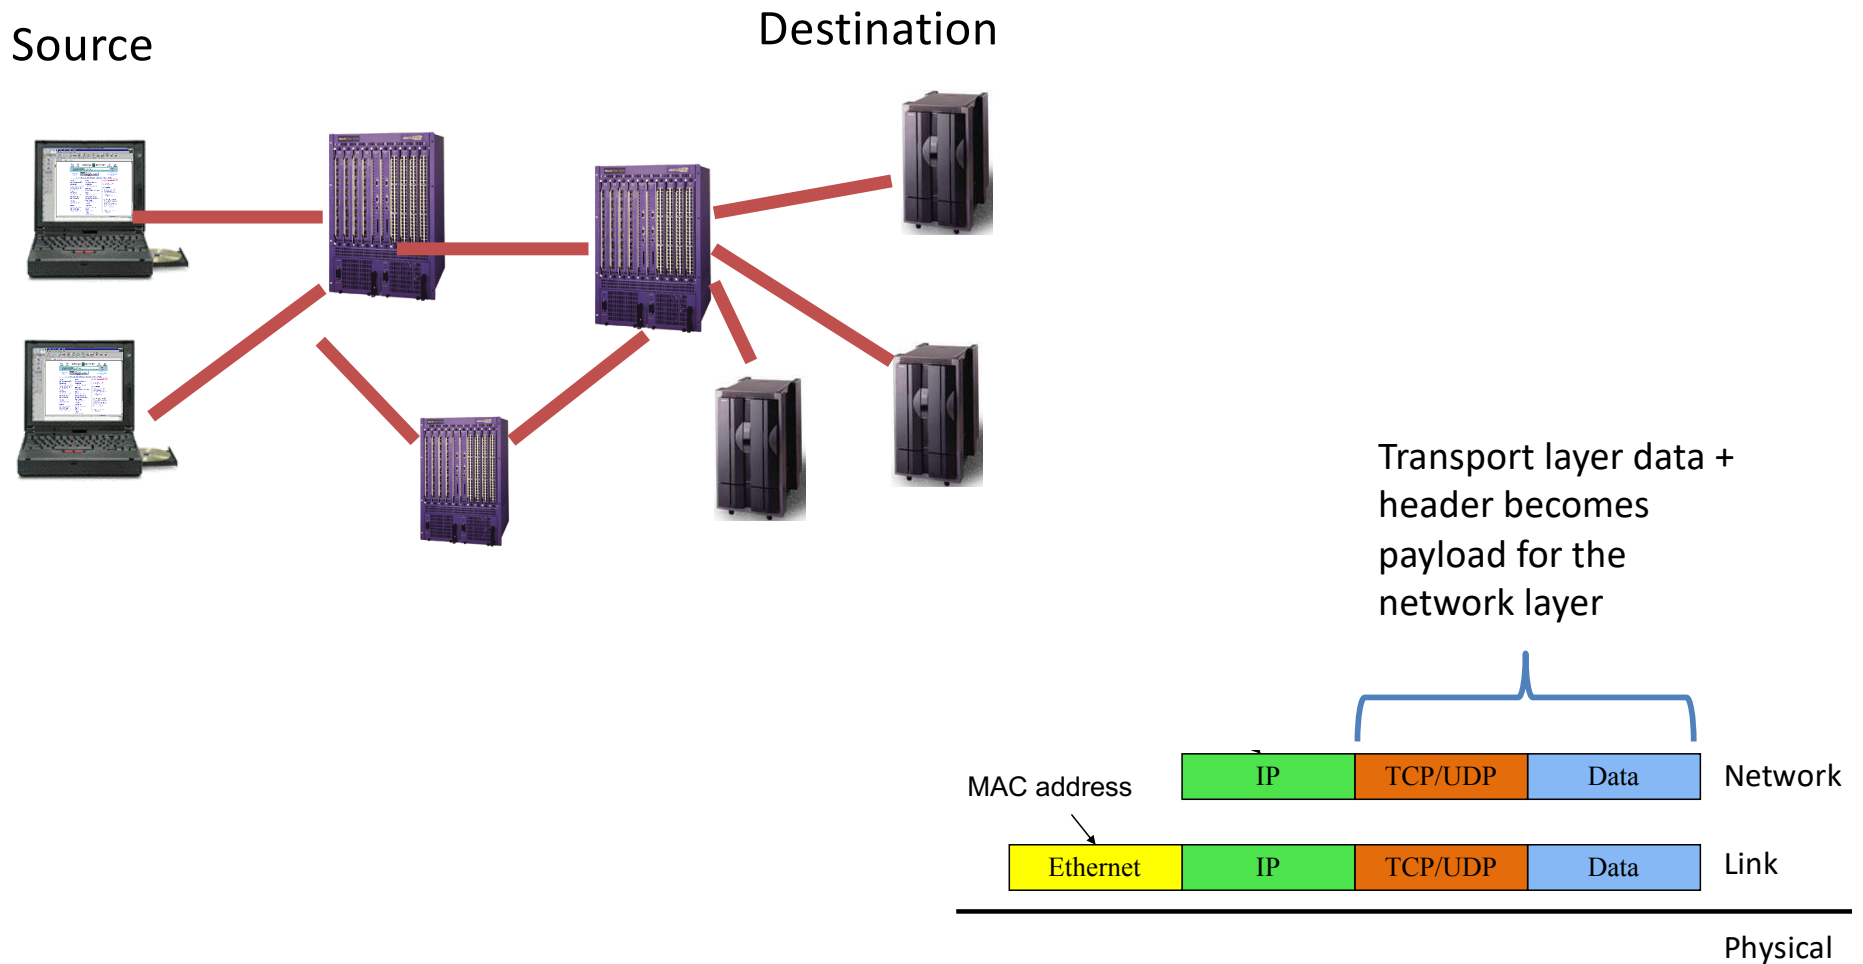 Source
Destination
Transport layer data +
header becomes
payload for the
network layer
MAC address
IP
TCP/UDP
Data
Network
Ethernet
IP
TCP/UDP
Data
Link
Physical